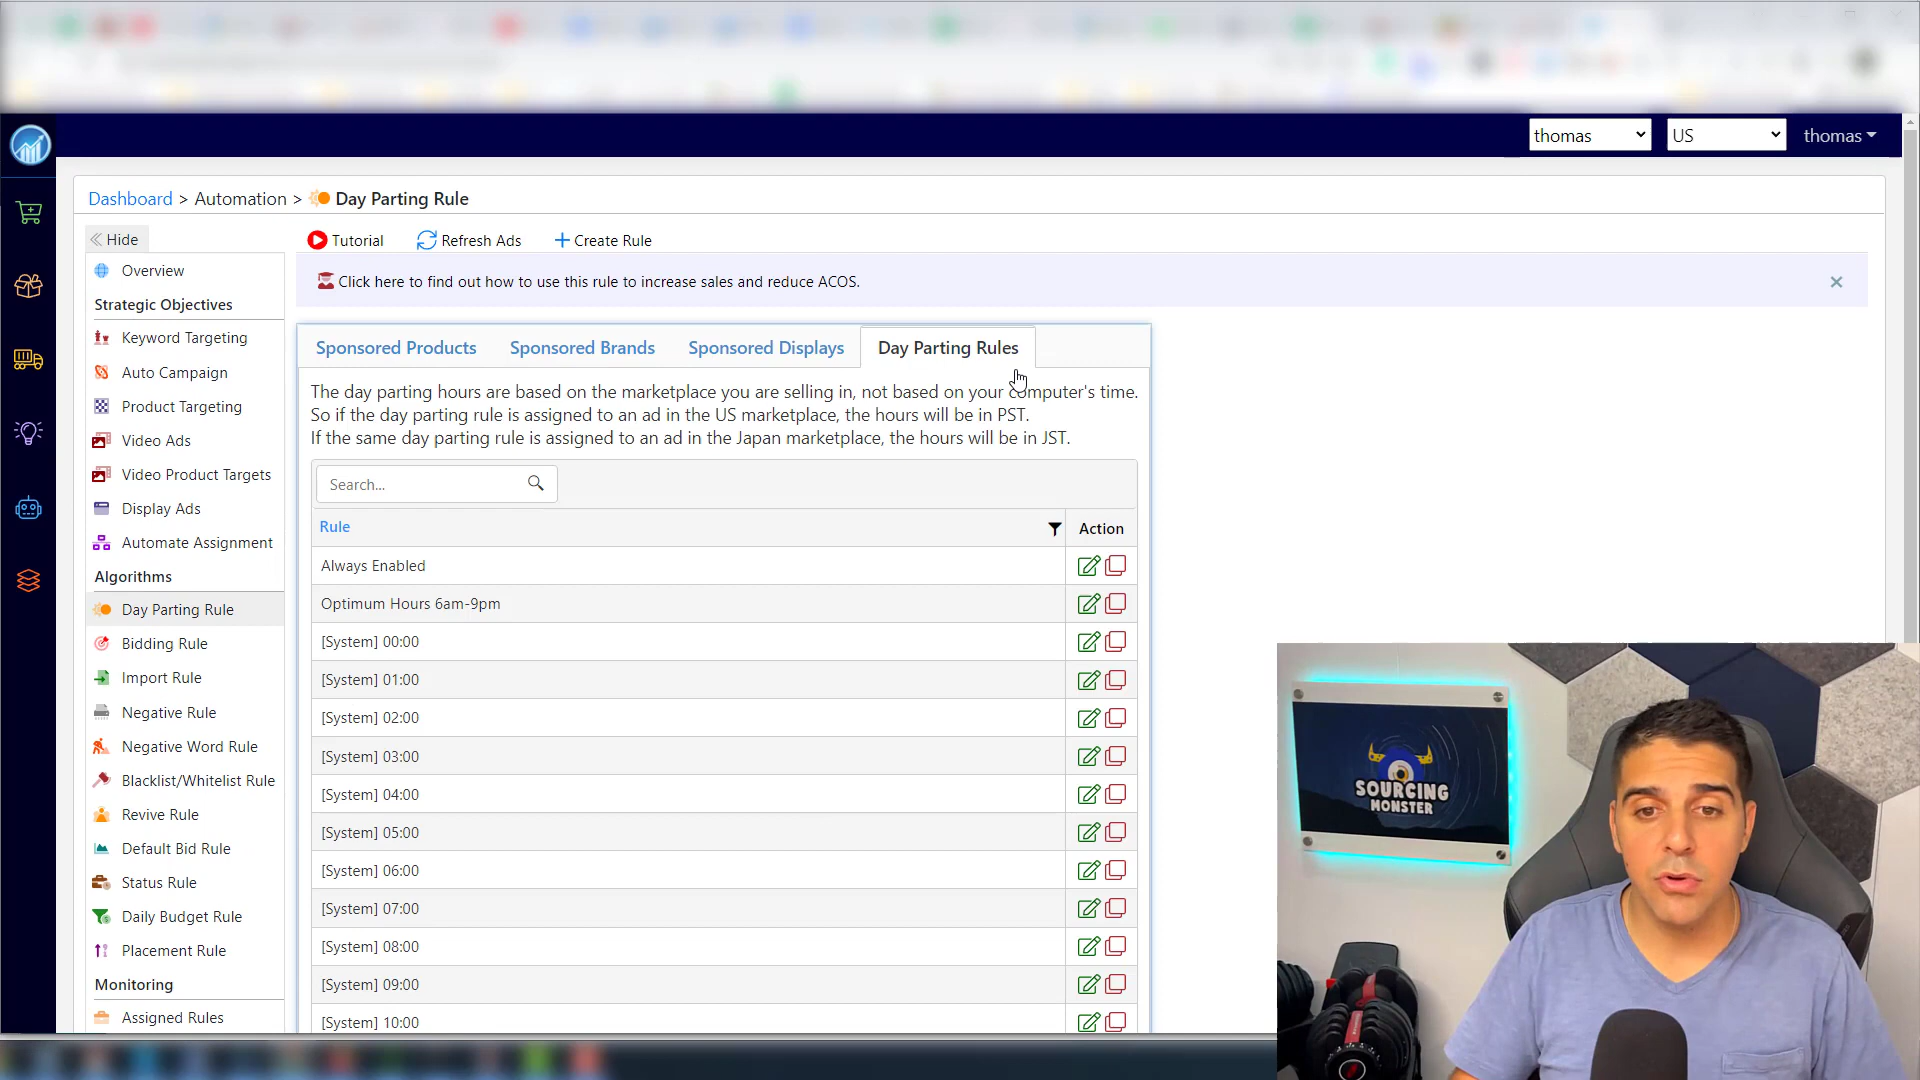 thomas US thomas
Dashboard > Automation > Day Parting Rule
Hide
Tutorial Refresh Ads Create Rule
Click here to find out how to use this rule to increase sales and reduce ACOS.
Overview
Strategic Objectives
Keyword Targeting
Auto Campaign
Product Targeting
Video Ads
Video Product Targets
Display Ads
Automate Assignment
Algorithms
Day Parting Rule
Bidding Rule
Import Rule
Negative Rule
Negative Word Rule
Blacklist/Whitelist Rule
Revive Rule
Default Bid Rule
Status Rule
Daily Budget Rule
Placement Rule
Monitoring
Assigned Rules
Sponsored Products Sponsored Brands Sponsored Displays Day Parting Rules
The day parting hours are based on the marketplace you are selling in, not based on your computer's time.
So if the day parting rule is assigned to an ad in the US marketplace, the hours will be in PST.
If the same day parting rule is assigned to an ad in the Japan marketplace, the hours will be in JST.
Search...
Rule Action
Always Enabled
Optimum Hours 6am-9pm
[System] 00:00
[System] 01:00
[System] 02:00
[System] 03:00
[System] 04:00
[System] 05:00
[System] 06:00
[System] 07:00
[System] 08:00
[System] 09:00
[System] 10:00
SOURCING
MONSTER